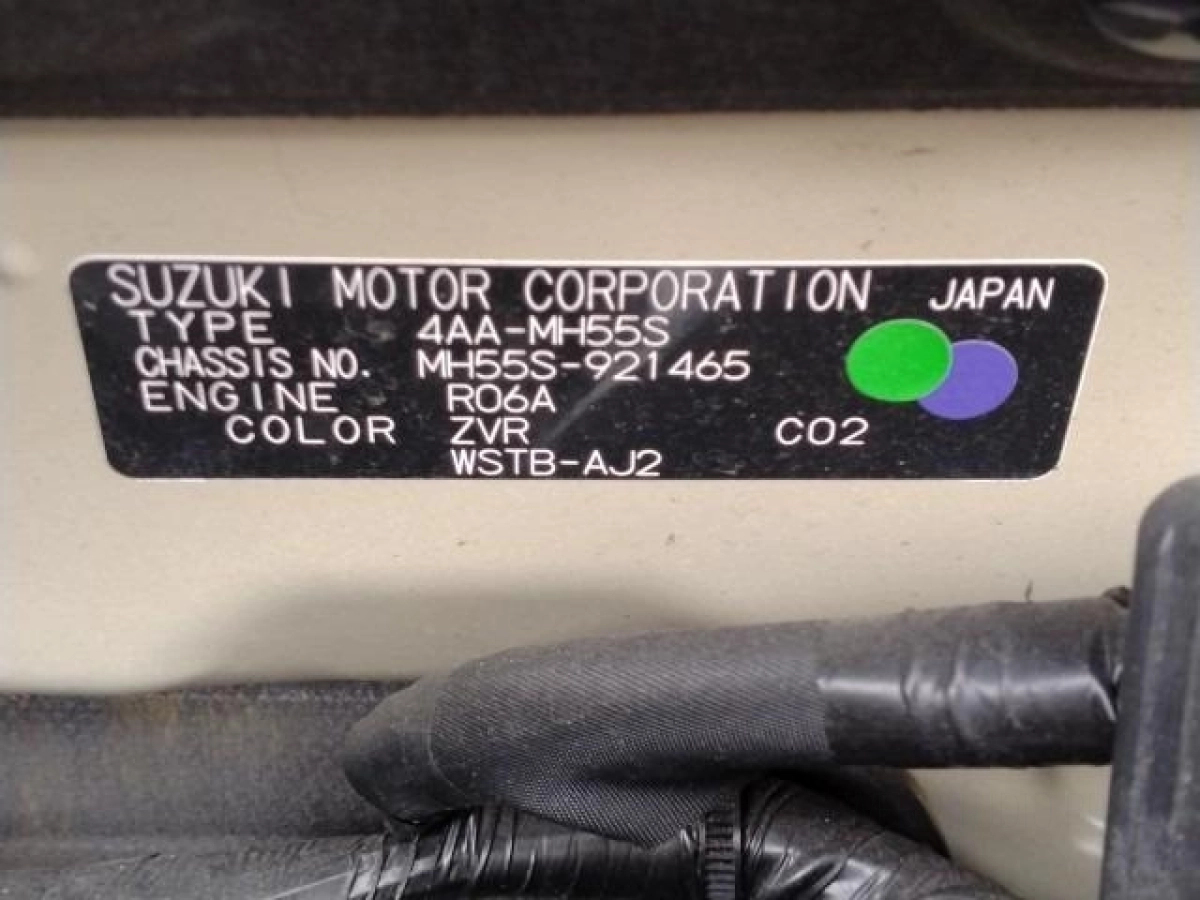 SUZUKI MOTOR CORPORATION JAPAN
TYPE 4AA-MH55S
CHASSIS NO. MH55S-921465
ENGINE R06A
COLOR ZVR C02
WSTB-AJ2